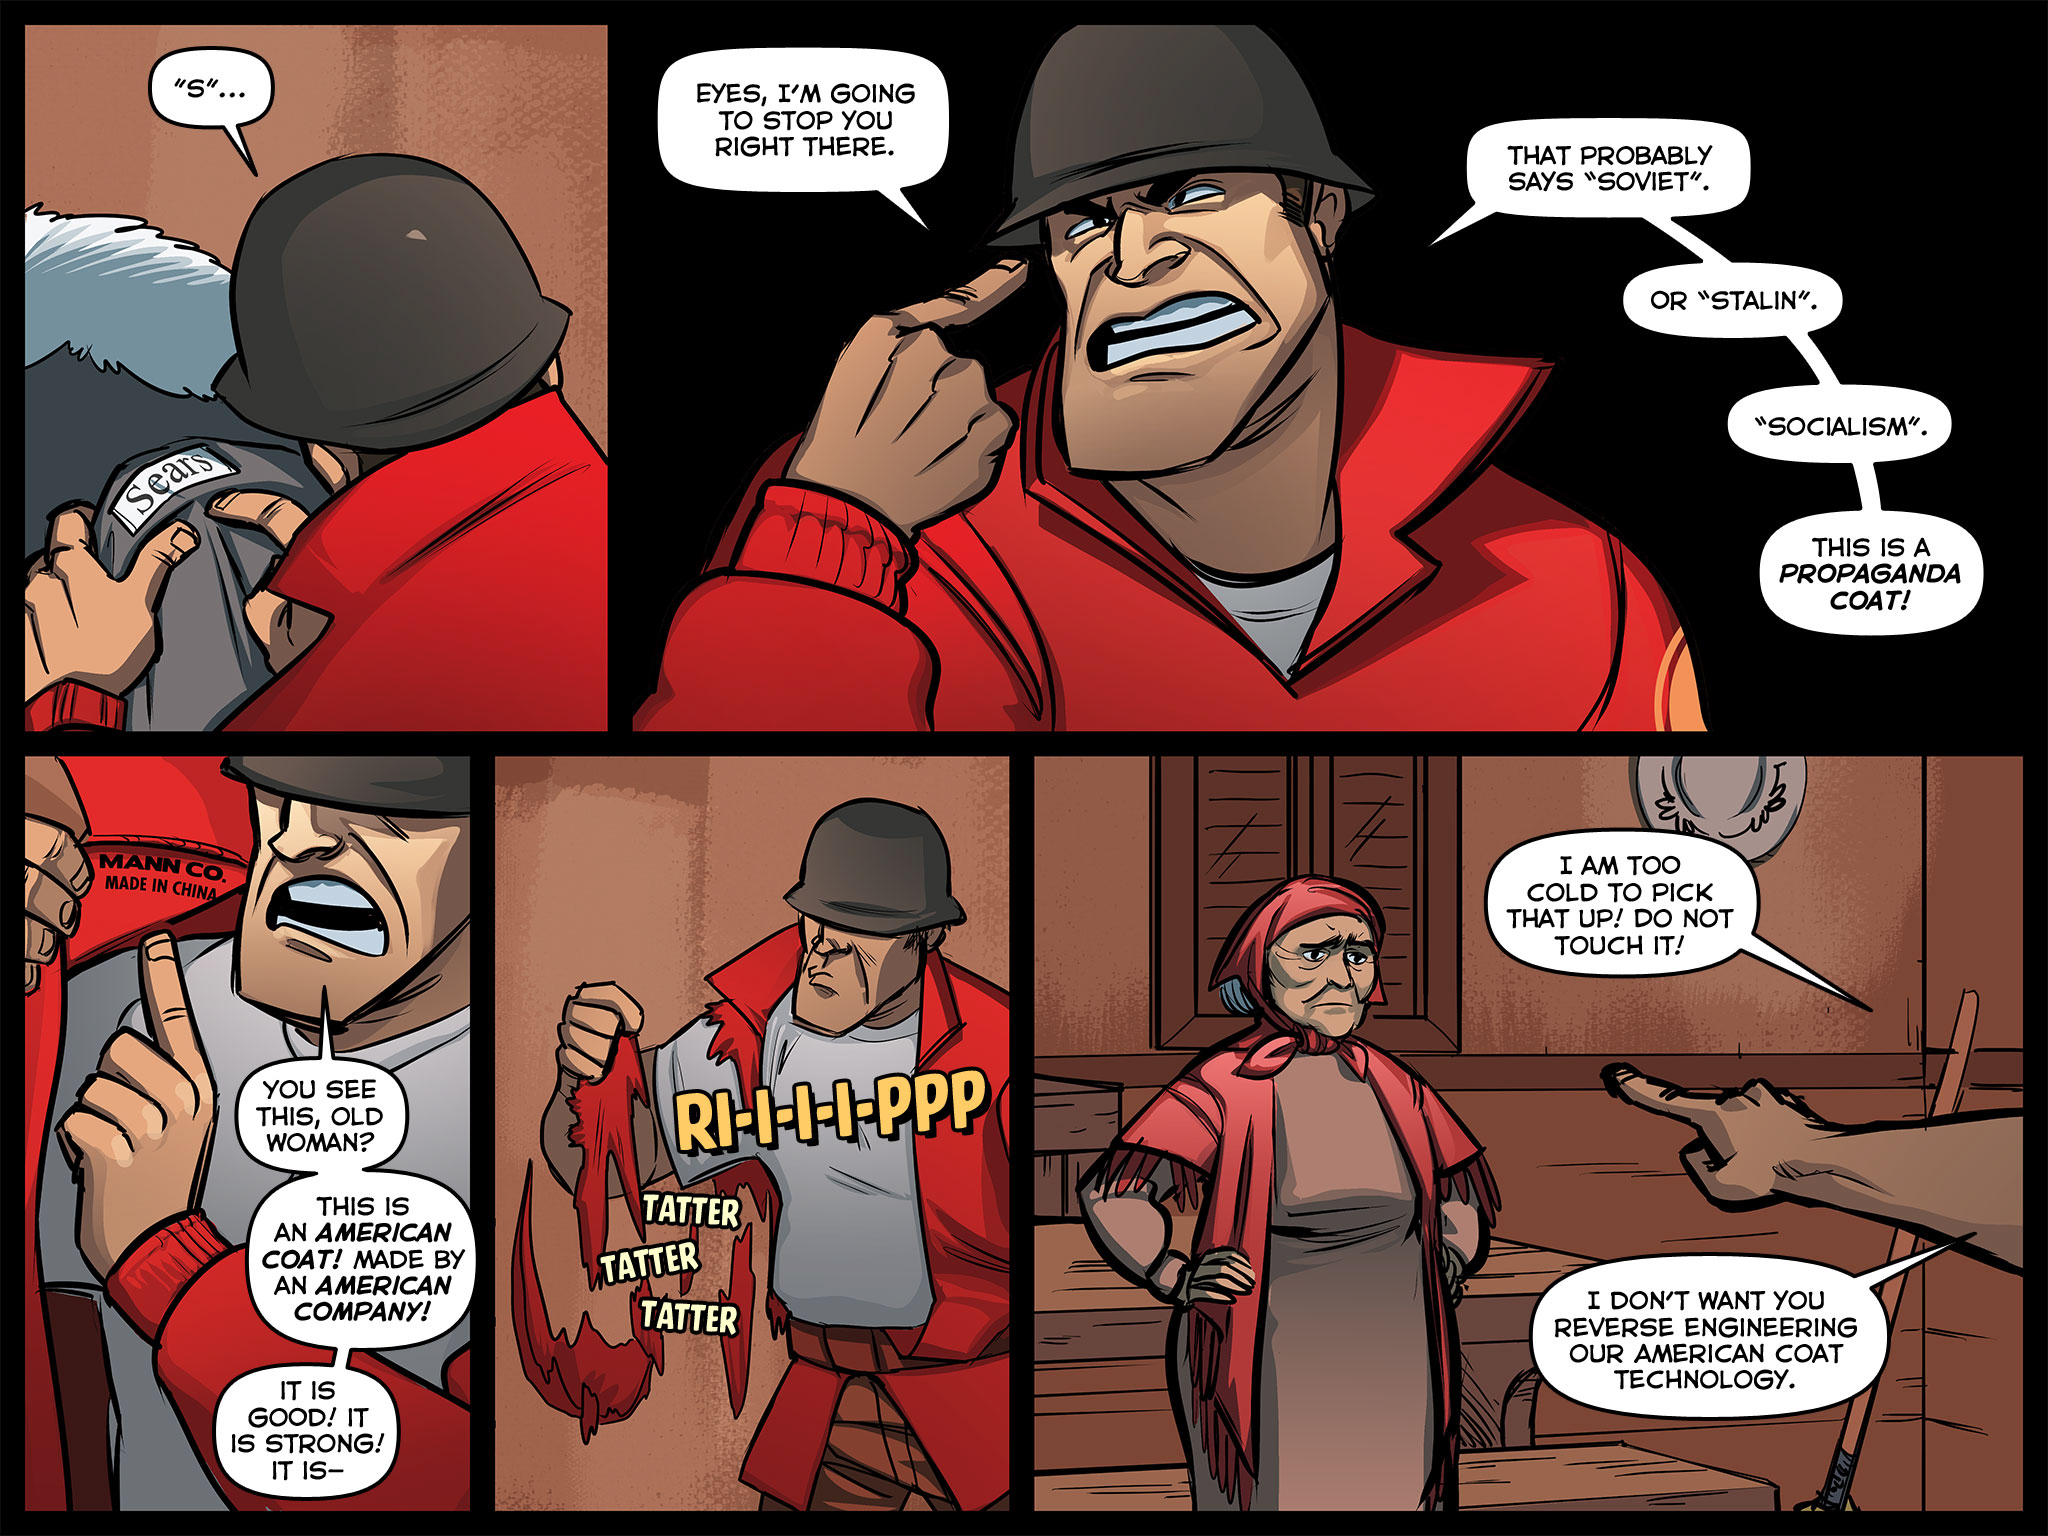 "S"...
Sears
EYES, I'M GOING
TO STOP YOU
RIGHT THERE.
THAT PROBABLY
SAYS "SOVIET".
OR "STALIN".
"SOCIALISM".
THIS IS A
PROPAGANDA
COAT!
MANN CO.
MADE IN CHINA
YOU SEE
THIS, OLD
WOMAN?
THIS IS
AN AMERICAN
COAT! MADE BY
AN AMERICAN
COMPANY!
IT IS
GOOD! IT
IS STRONG!
IT IS–
RI-I-I-I-PPP
TATTER
TATTER
TATTER
I AM TOO
COLD TO PICK
THAT UP! DO NOT
TOUCH IT!
I DON'T WANT YOU
REVERSE ENGINEERING
OUR AMERICAN COAT
TECHNOLOGY.